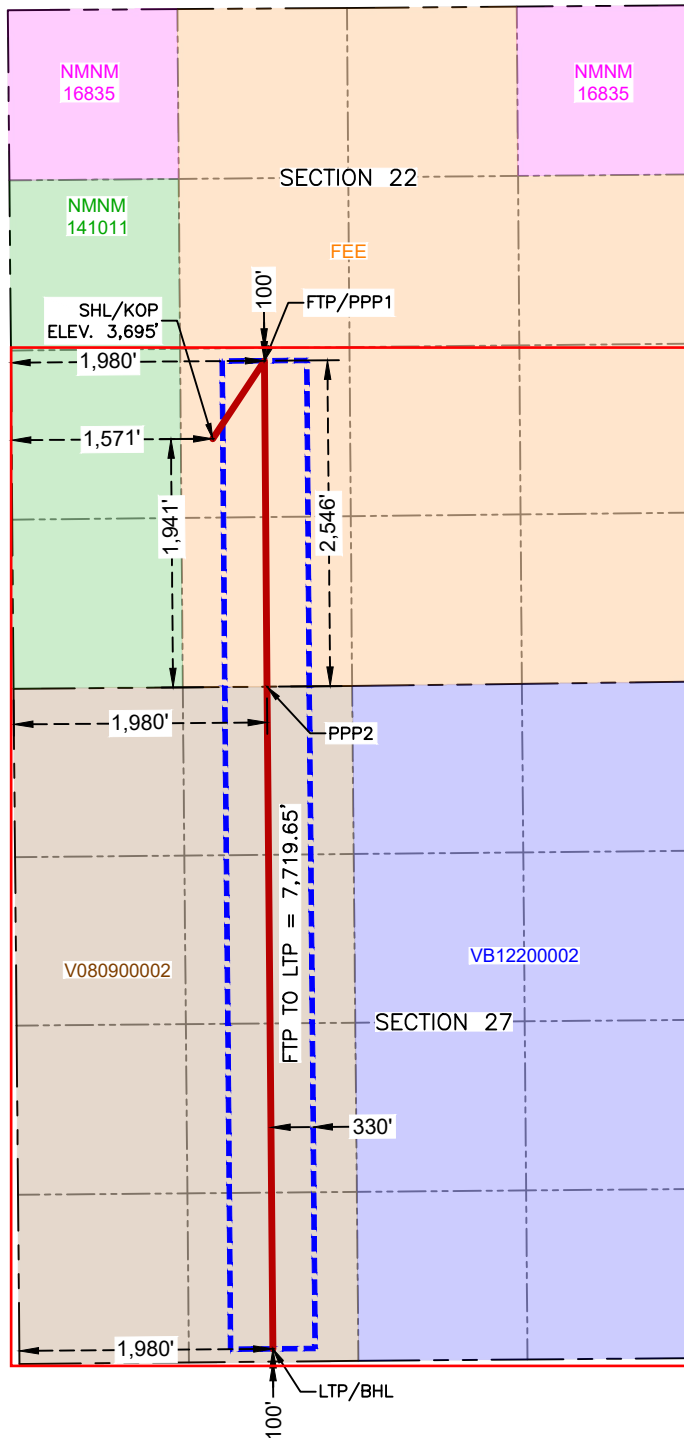 NMNM
16835
NMNM
16835
SECTION 22
NMNM
141011
FEE
100'
FTP/PPP1
SHL/KOP
ELEV. 3,695'
1,980'
1,571'
1,941'
2,546'
1,980'
PPP2
FTP TO LTP = 7,719.65'
V080900002
VB12200002
SECTION 27
330'
1,980'
LTP/BHL
100'